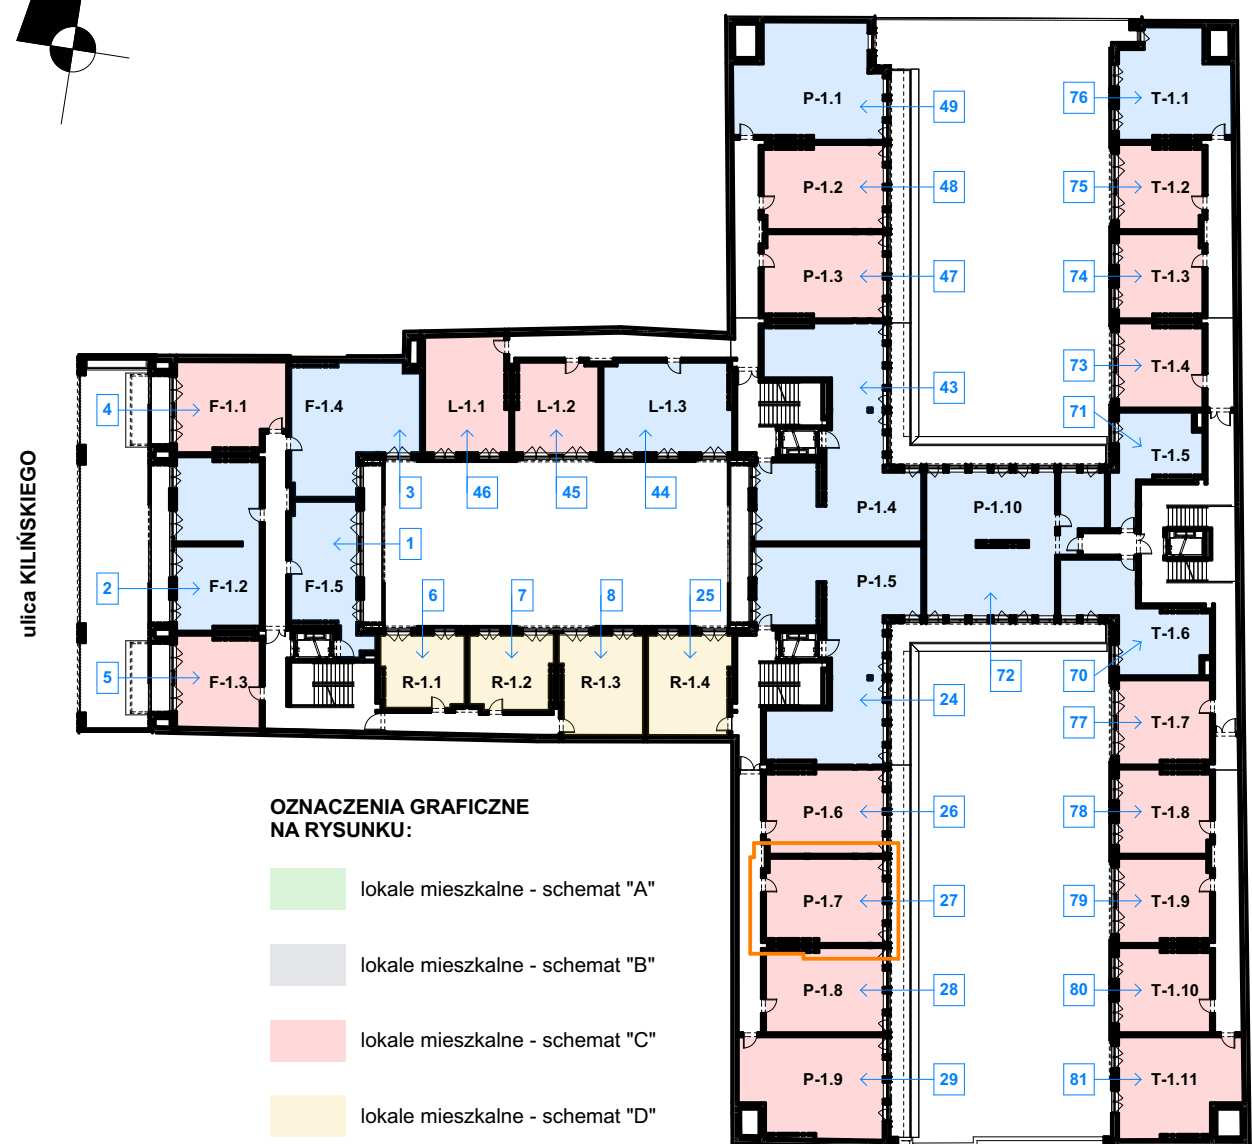 P-1.1
49
76
T-1.1
P-1.2
48
75
T-1.2
P-1.3
47
74
T-1.3
43
73
T-1.4
4
F-1.1
F-1.4
L-1.1
L-1.2
L-1.3
71
T-1.5
3
46
45
44
P-1.4
P-1.10
ulica KILIŃSKIEGO
1
2
F-1.2
F-1.5
6
7
8
25
P-1.5
T-1.6
5
F-1.3
R-1.1
R-1.2
R-1.3
R-1.4
24
72
70
77
T-1.7
OZNACZENIA GRAFICZNE
NA RYSUNKU:
P-1.6
26
78
T-1.8
lokale mieszkalne - schemat "A"
P-1.7
27
79
T-1.9
lokale mieszkalne - schemat "B"
P-1.8
28
80
T-1.10
lokale mieszkalne - schemat "C"
P-1.9
29
81
T-1.11
lokale mieszkalne - schemat "D"